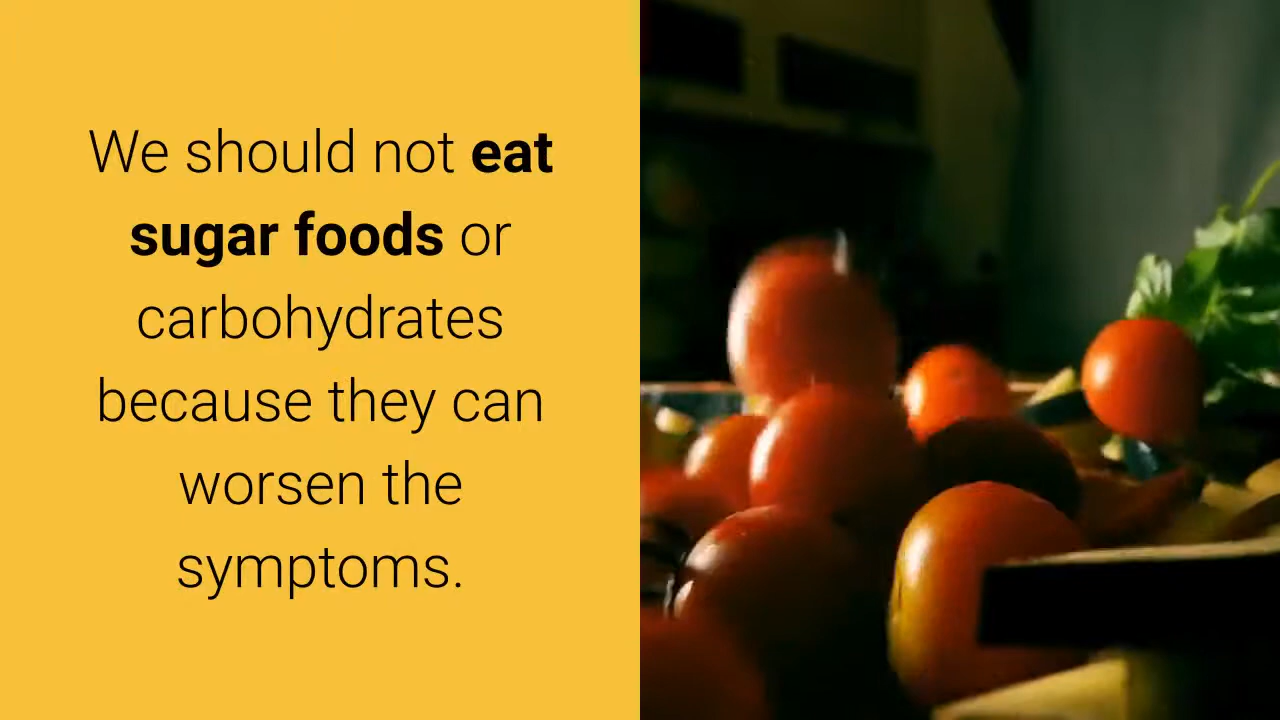 We should not eat
sugar foods or
carbohydrates
because they can
worsen the
symptoms.